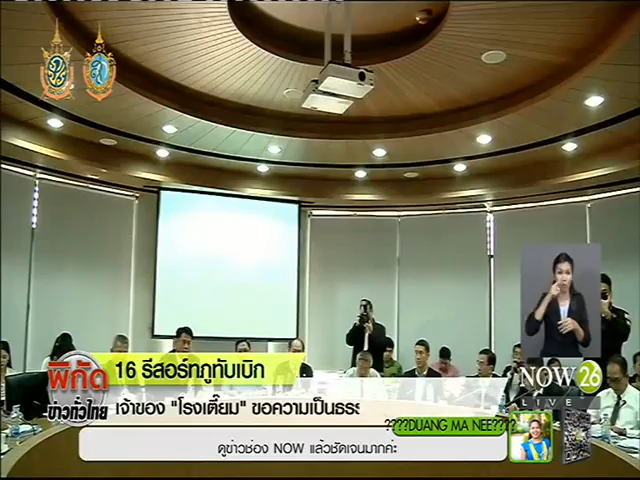 16 รีสอร์ทภูทับเบิก
พิกัด
ข่าวทั่วไทย
เจ้าของ "โรงเตี๊ยม" ขอความเป็นธรร
NOW 26
LIVE
????DUANG MA NEE????
ดูข่าวช่อง NOW แล้วชัดเจนมากค่ะ